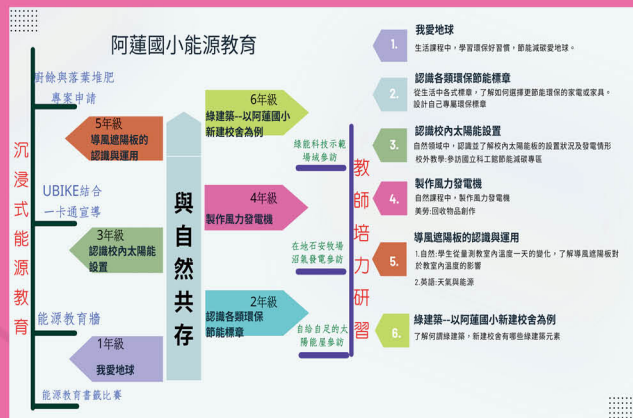 阿蓮國小能源教育
沉浸式能源教育
廚餘與落葉堆肥
專案申請
UBIKE結合
一卡通宣導
能源教育牆
能源教育書籤比賽
5年級
導風遮陽板的
認識與運用
3年級
認識校內太陽能
設置
1年級
我愛地球
與自然共存
6年級
綠建築--以阿蓮國小
新建校舍為例
4年級
製作風力發電機
2年級
認識各類環保
節能標章
綠能科技示範
場域參訪
在地石安牧場
沼氣發電參訪
自給自足的太
陽能屋參訪
教師培力研習
1.
我愛地球
生活課程中，學習環保好習慣，節能減碳愛地球。
2.
認識各類環保節能標章
從生活中各式標章，了解如何選擇更節能環保的家電或家具。
設計自己專屬環保標章
3.
認識校內太陽能設置
自然領域中，認識並了解校內太陽能板的設置狀況及發電情形
校外教學:參訪國立科工館節能減碳專區
4.
製作風力發電機
自然課程中，製作風力發電機
美勞:回收物品創作
5.
導風遮陽板的認識與運用
1.自然:學生從量測教室內溫度一天的變化，了解導風遮陽板對
於教室內溫度的影響
2.英語:天氣與能源
6.
綠建築--以阿蓮國小新建校舍為例
了解何謂綠建築，新建校舍有哪些綠建築元素